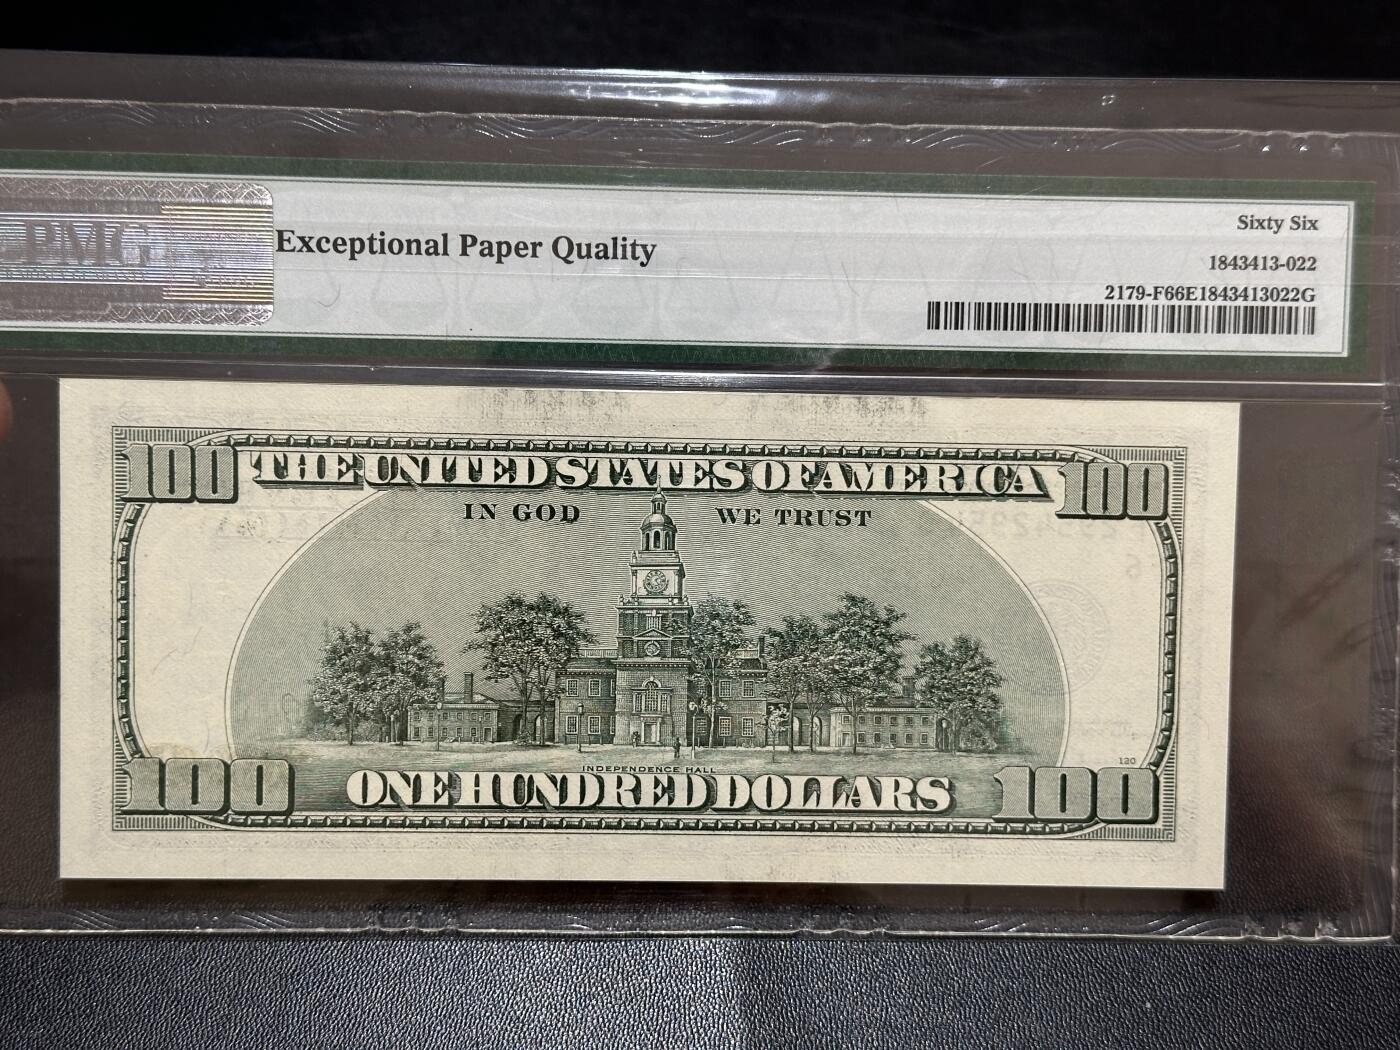 PMG
Exceptional Paper Quality
Sixty Six
1843413-022
2179-F66E1843413022G
100 THE UNITED STATES OF AMERICA 100
IN GOD WE TRUST
INDEPENDENCE HALL
120
100 ONE HUNDRED DOLLARS 100